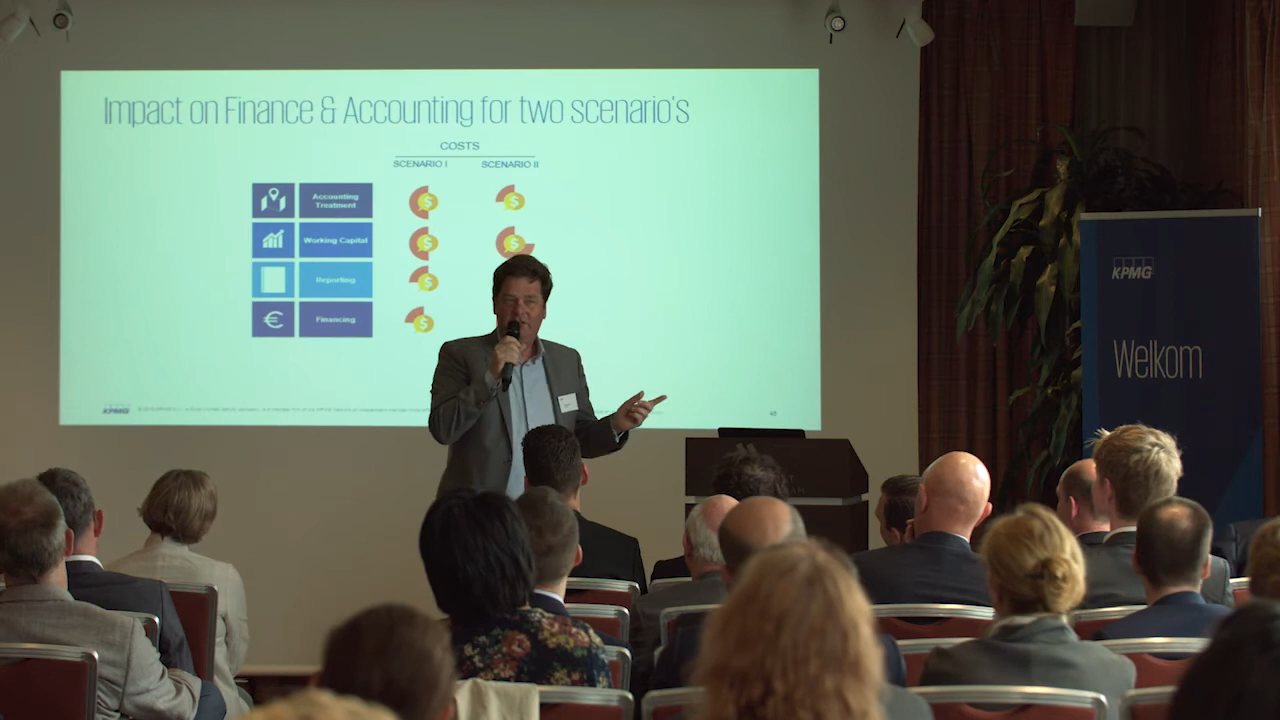 Impact on Finance & Accounting for two scenario's
COSTS
SCENARIO I
SCENARIO II
Accounting
Treatment
Working Capital
Reporting
Financing
KPMG
KPMG
Welkom